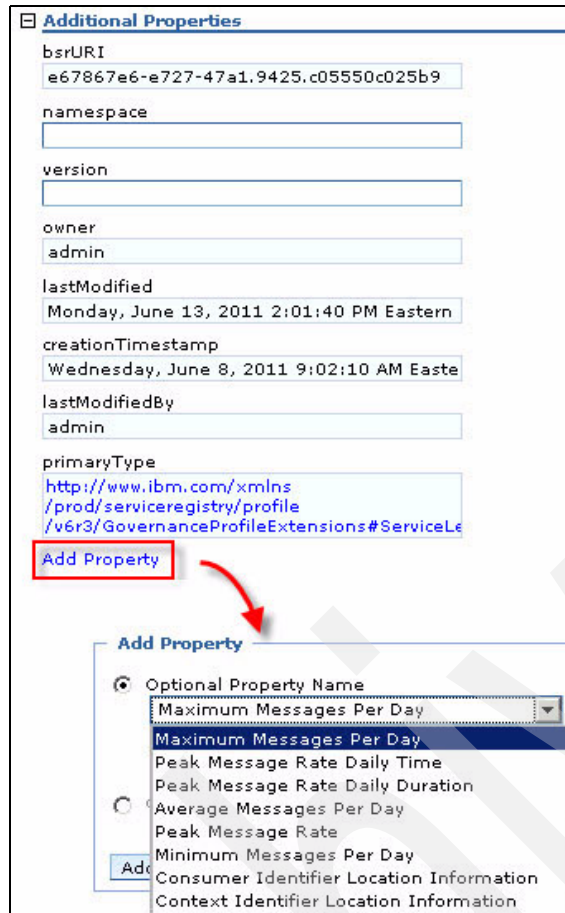 Additional Properties
bsrURI
e67867e6-e727-47a1.9425.c05550c025b9
namespace
version
owner
admin
lastModified
Monday, June 13, 2011 2:01:40 PM Eastern
creationTimestamp
Wednesday, June 8, 2011 9:02:10 AM Easte
lastModifiedBy
admin
primaryType
http://www.ibm.com/xmlns
/prod/serviceregistry/profile
/v6r3/GovernanceProfileExtensions#ServiceLe
Add Property
Add Property
Optional Property Name
Maximum Messages Per Day
Maximum Messages Per Day
Peak Message Rate Daily Time
Peak Message Rate Daily Duration
Average Messages Per Day
Peak Message Rate
Minimum Messages Per Day
Add
Consumer Identifier Location Information
Context Identifier Location Information